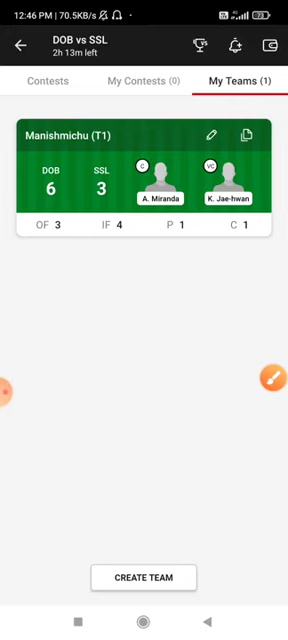 12:46 PM | 70.5KB/s
73
DOB vs SSL
2h 13m left
Contests
My Contests (0)
My Teams (1)
Manishmichu (T1)
DOB
6
SSL
3
C
A. Miranda
VC
K. Jae-hwan
OF 3
IF 4
P 1
C 1
CREATE TEAM